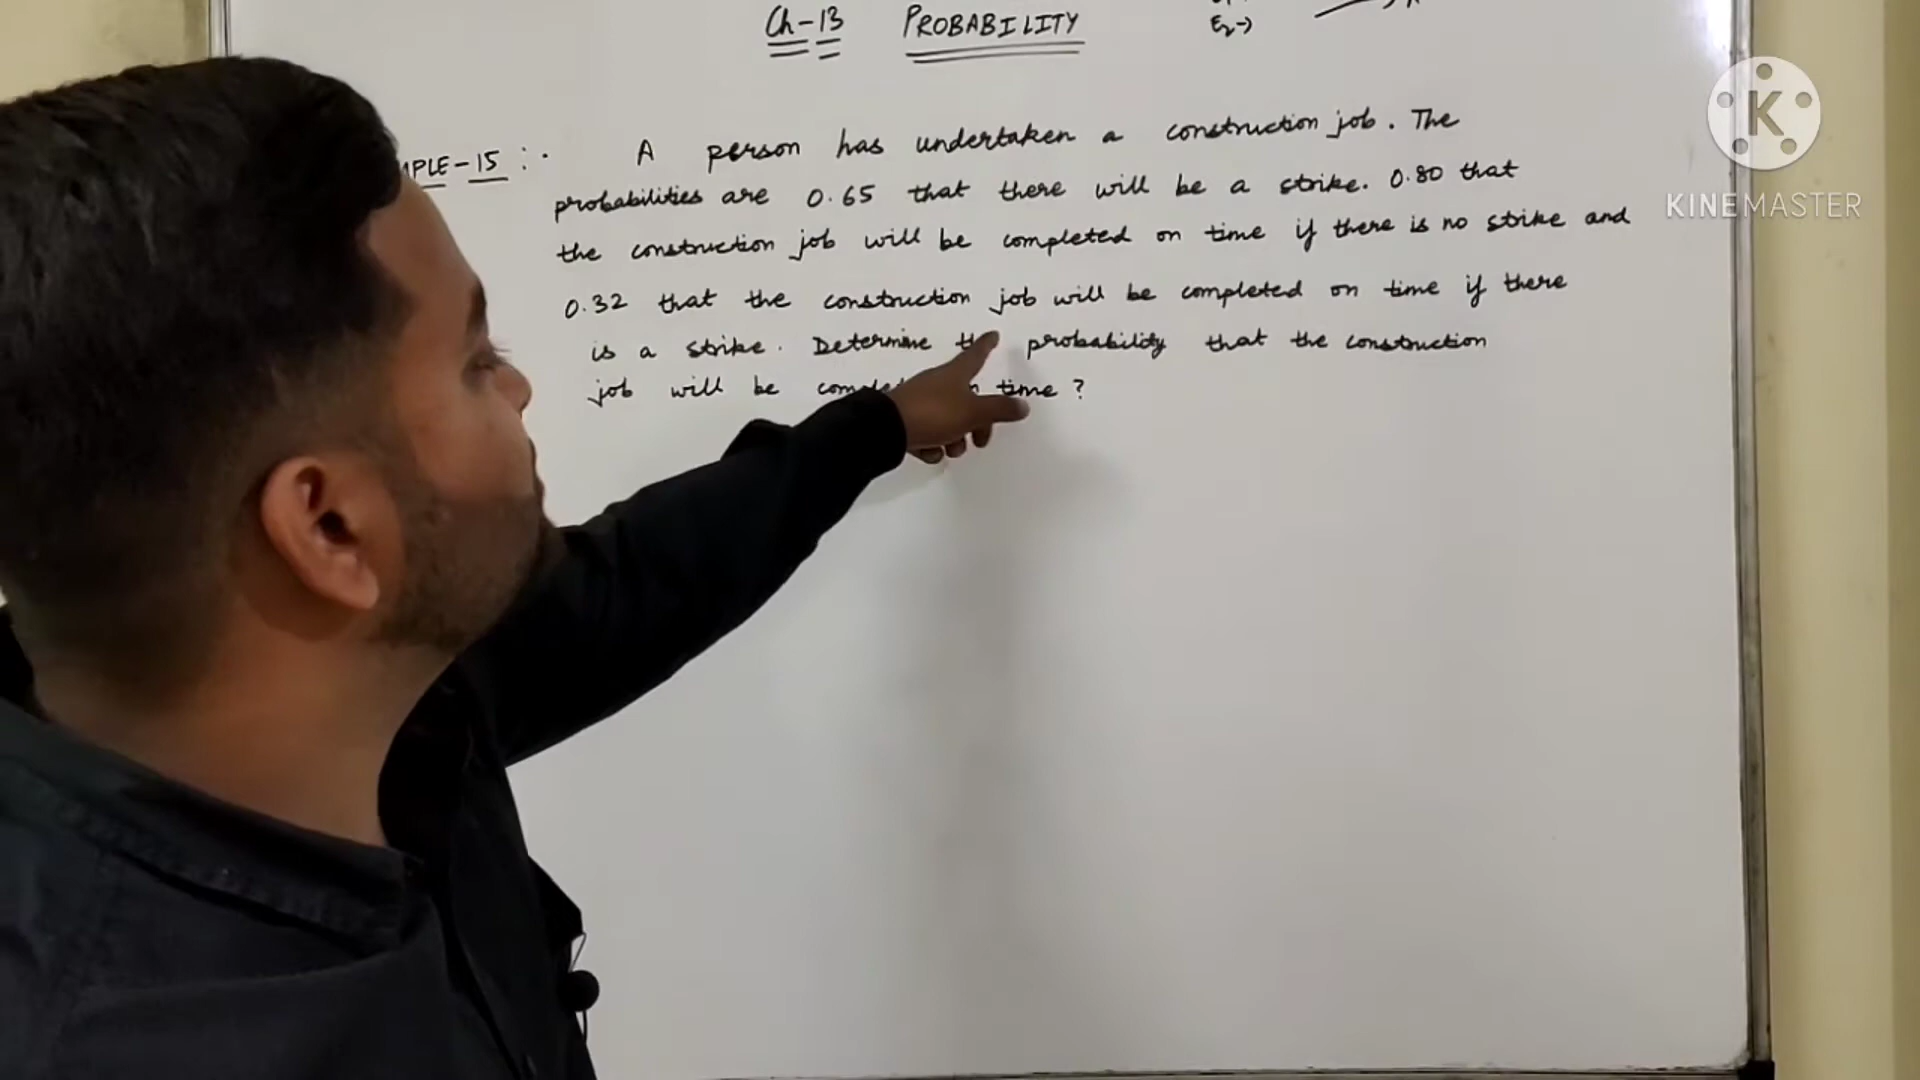 Ch-13 PROBABILITY
E₂→
MPLE-15 :· A person has undertaken a construction job. The
probabilities are 0.65 that there will be a strike. 0.80 that
the construction job will be completed on time if there is no strike and
0.32 that the construction job will be completed on time if there
is a strike. Determine probability that the construction
job will be time ?
K
KINEMASTER